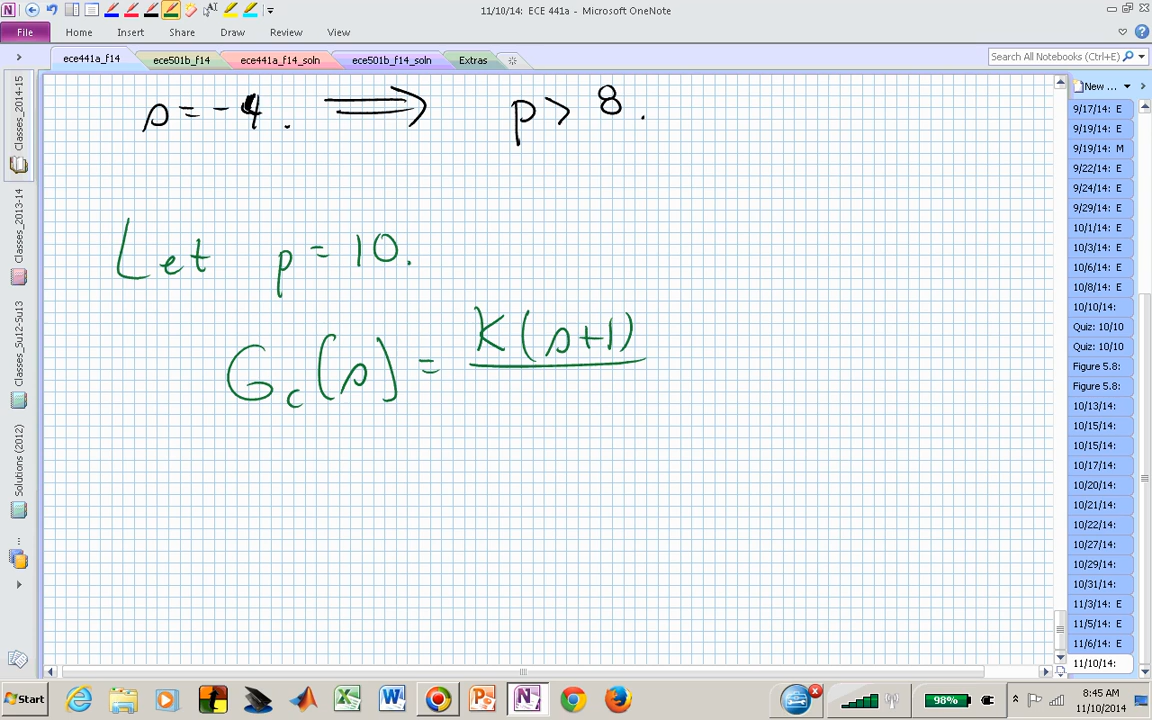 11/10/14: ECE 441a - Microsoft OneNote
File Home Insert Share Draw Review View
ece441a_f14 ece501b_f14 ece441a_f14_soln ece501b_f14_soln Extras
Search All Notebooks (Ctrl+E)
New ...
Classes_2014-15
Classes_2013-14
Classes_Su12-Su13
Solutions (2012)
s = -4. ⟹ p > 8.
Let p = 10.
G_c(s) = K(s+1)
9/17/14: E
9/19/14: E
9/19/14: M
9/22/14: E
9/24/14: E
9/29/14: E
10/1/14: E
10/3/14: E
10/6/14: E
10/8/14: E
10/10/14:
Quiz: 10/10
Quiz: 10/10
Figure 5.8:
Figure 5.8:
10/13/14:
10/15/14:
10/15/14:
10/17/14:
10/20/14:
10/21/14:
10/22/14:
10/27/14:
10/29/14:
10/31/14:
11/3/14: E
11/5/14: E
11/6/14: E
11/10/14:
Start
98%
8:45 AM
11/10/2014